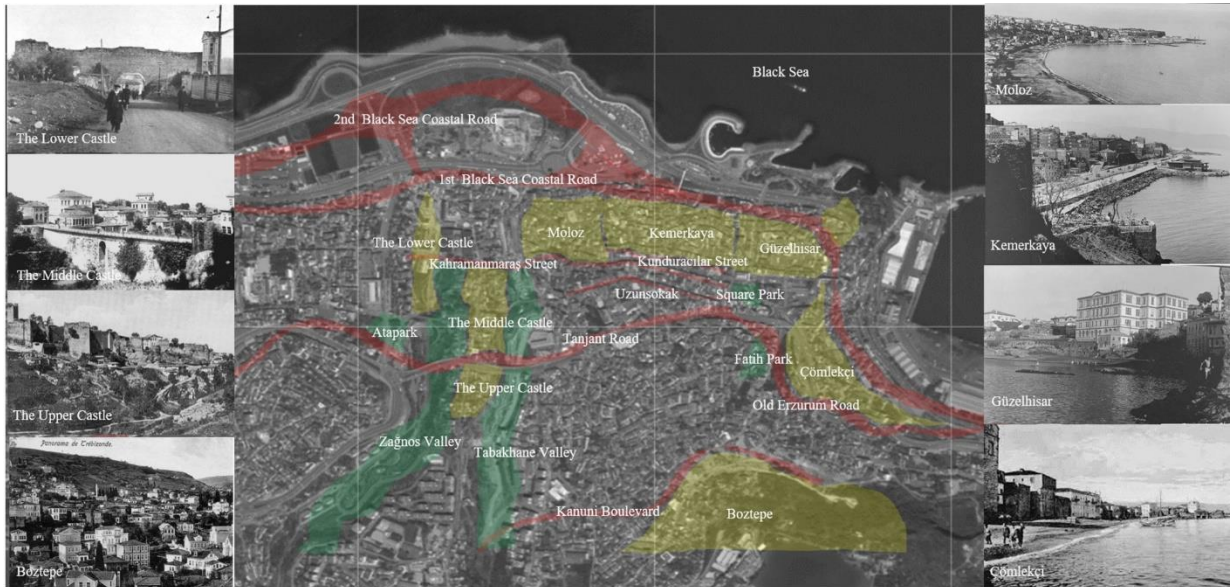 The Lower Castle
The Middle Castle
The Upper Castle
Panorama de Trébizonde.
Boztepe
Black Sea
2nd Black Sea Coastal Road
1st Black Sea Coastal Road
The Lower Castle
Moloz
Kemerkaya
Güzelhisar
Kahramanmaraş Street
Kunduracılar Street
Uzunsokak
Square Park
Atapark
The Middle Castle
Tanjant Road
Fatih Park
Çömlekçi
The Upper Castle
Old Erzurum Road
Zağnos Valley
Tabakhane Valley
Kanuni Boulevard
Boztepe
Moloz
Kemerkaya
Güzelhisar
Çömlekçi